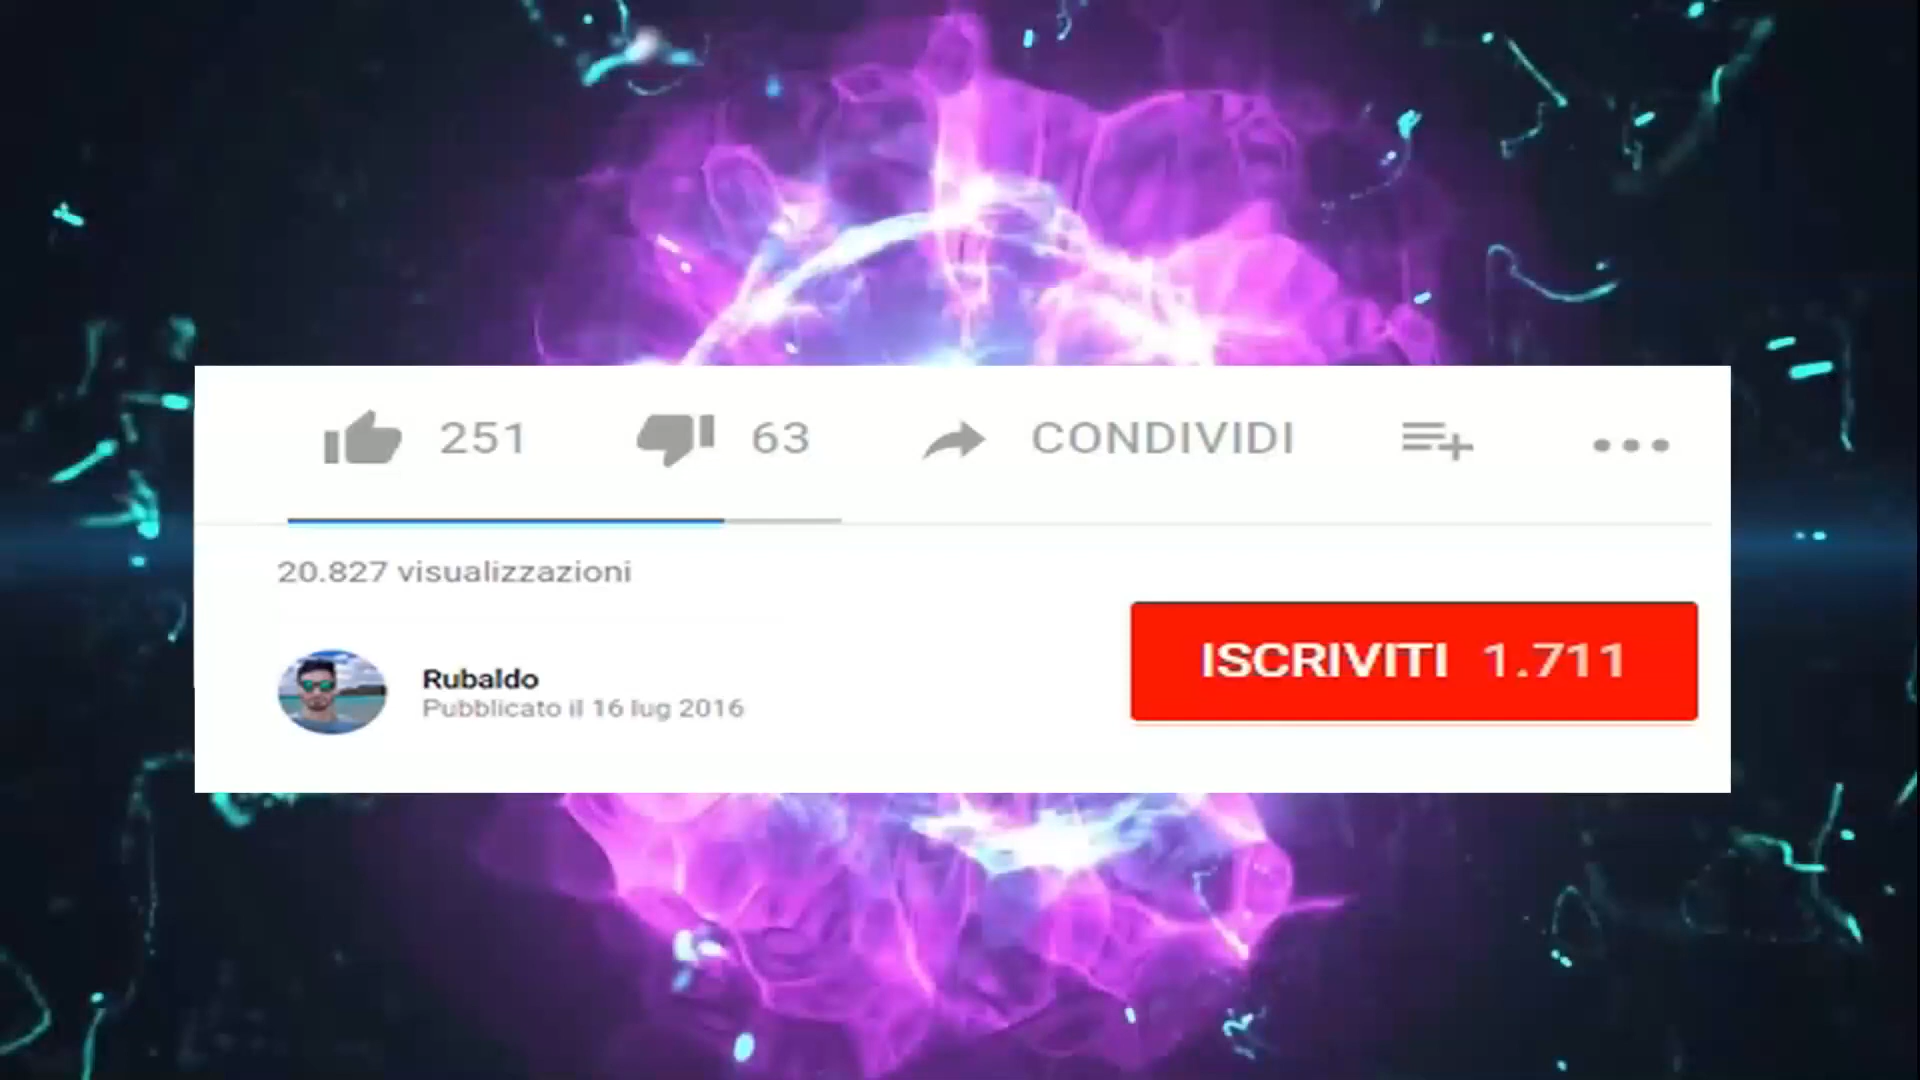 251 63 CONDIVIDI
20.827 visualizzazioni
Rubaldo
Pubblicato il 16 lug 2016
ISCRIVITI 1.711